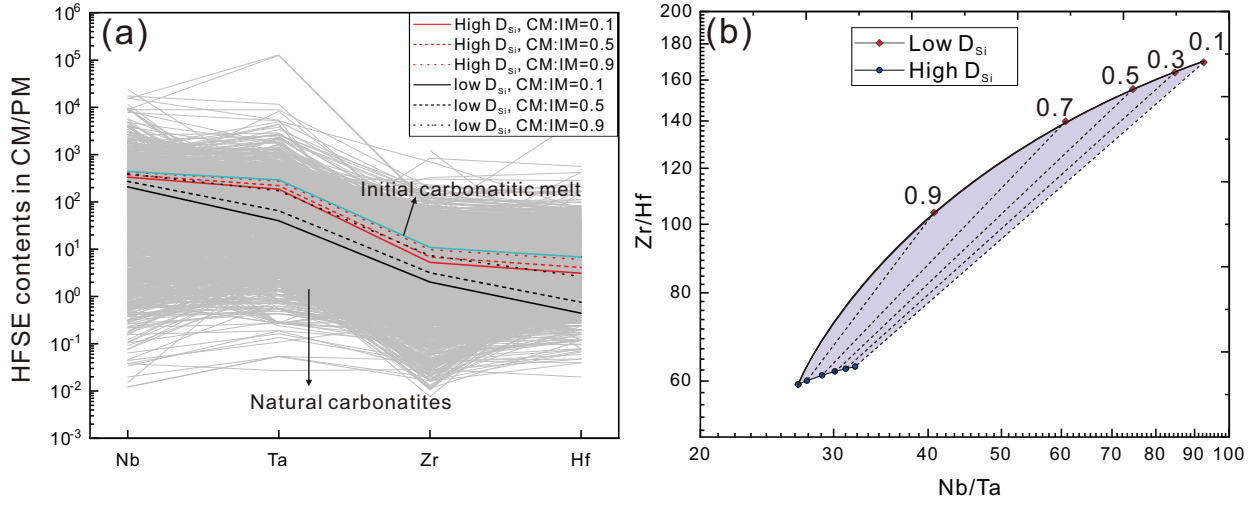 (a)
High D_Si, CM:IM=0.1
High D_Si, CM:IM=0.5
High D_Si, CM:IM=0.9
low D_Si, CM:IM=0.1
low D_Si, CM:IM=0.5
low D_Si, CM:IM=0.9
Initial carbonatitic melt
Natural carbonatites
HFSE contents in CM/PM
10^6
10^5
10^4
10^3
10^2
10^1
10^0
10^-1
10^-2
10^-3
Nb Ta Zr Hf
(b)
Low D_Si
High D_Si
0.1
0.3
0.5
0.7
0.9
Zr/Hf
200
180
160
140
120
100
80
60
20 30 40 50 60 70 80 90 100
Nb/Ta